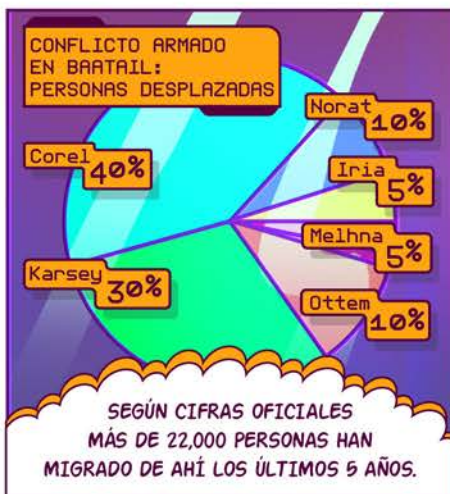 CONFLICTO ARMADO
EN BAATAIL:
PERSONAS DESPLAZADAS
Norat 10%
Corel 40%
Iria 5%
Melhna 5%
Karsey 30%
Ottem 10%
SEGÚN CIFRAS OFICIALES
MÁS DE 22,000 PERSONAS HAN
MIGRADO DE AHÍ LOS ÚLTIMOS 5 AÑOS.